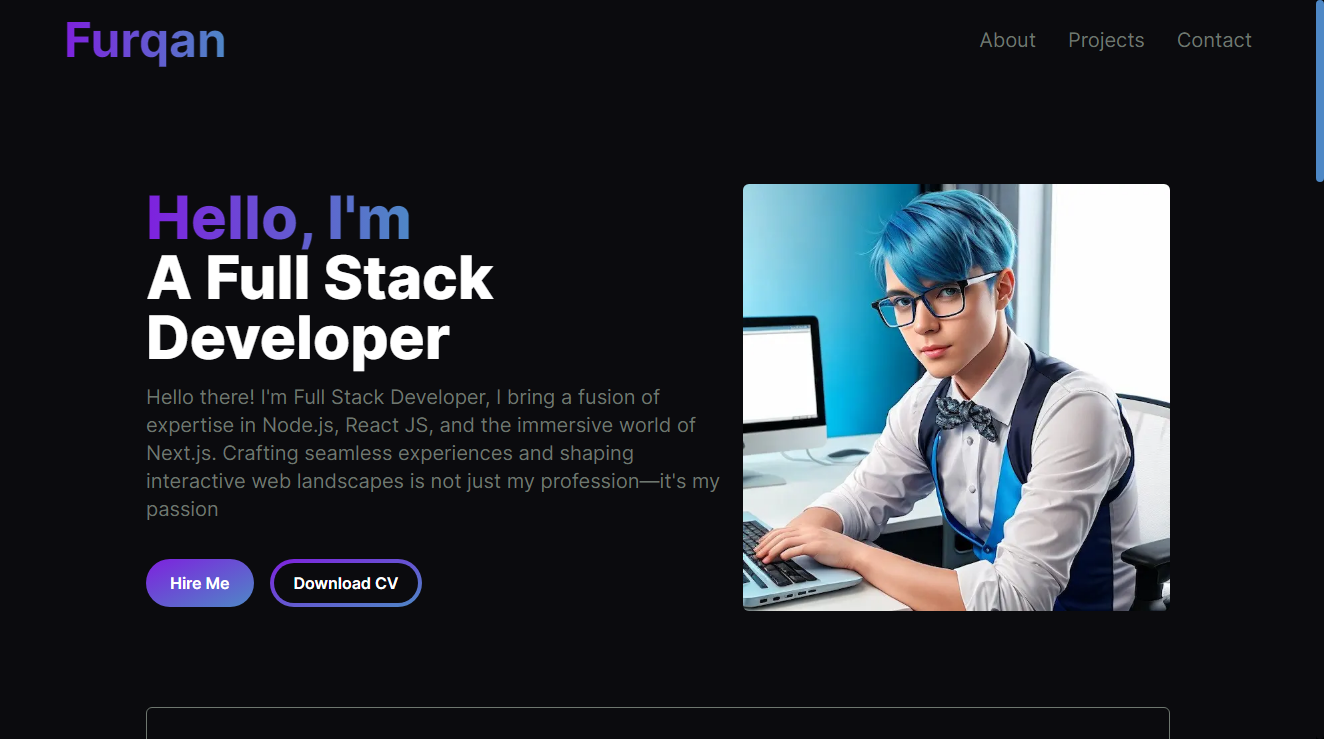 Furqan
About Projects Contact
Hello, I'm
A Full Stack
Developer
Hello there! I'm Full Stack Developer, I bring a fusion of
expertise in Node.js, React JS, and the immersive world of
Next.js. Crafting seamless experiences and shaping
interactive web landscapes is not just my profession—it's my
passion
Hire Me Download CV